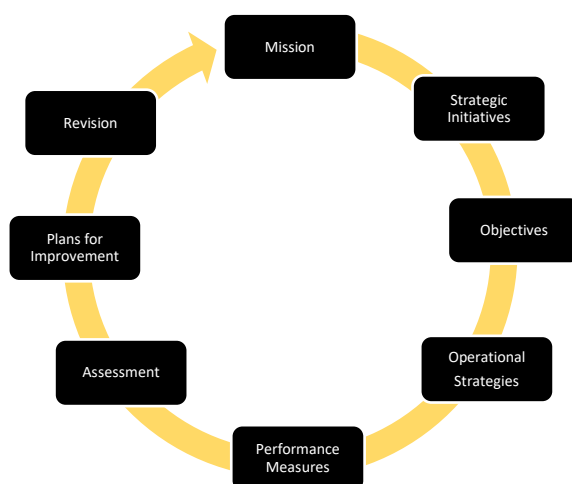 Mission
Strategic
Initiatives
Objectives
Operational
Strategies
Performance
Measures
Assessment
Plans for
Improvement
Revision